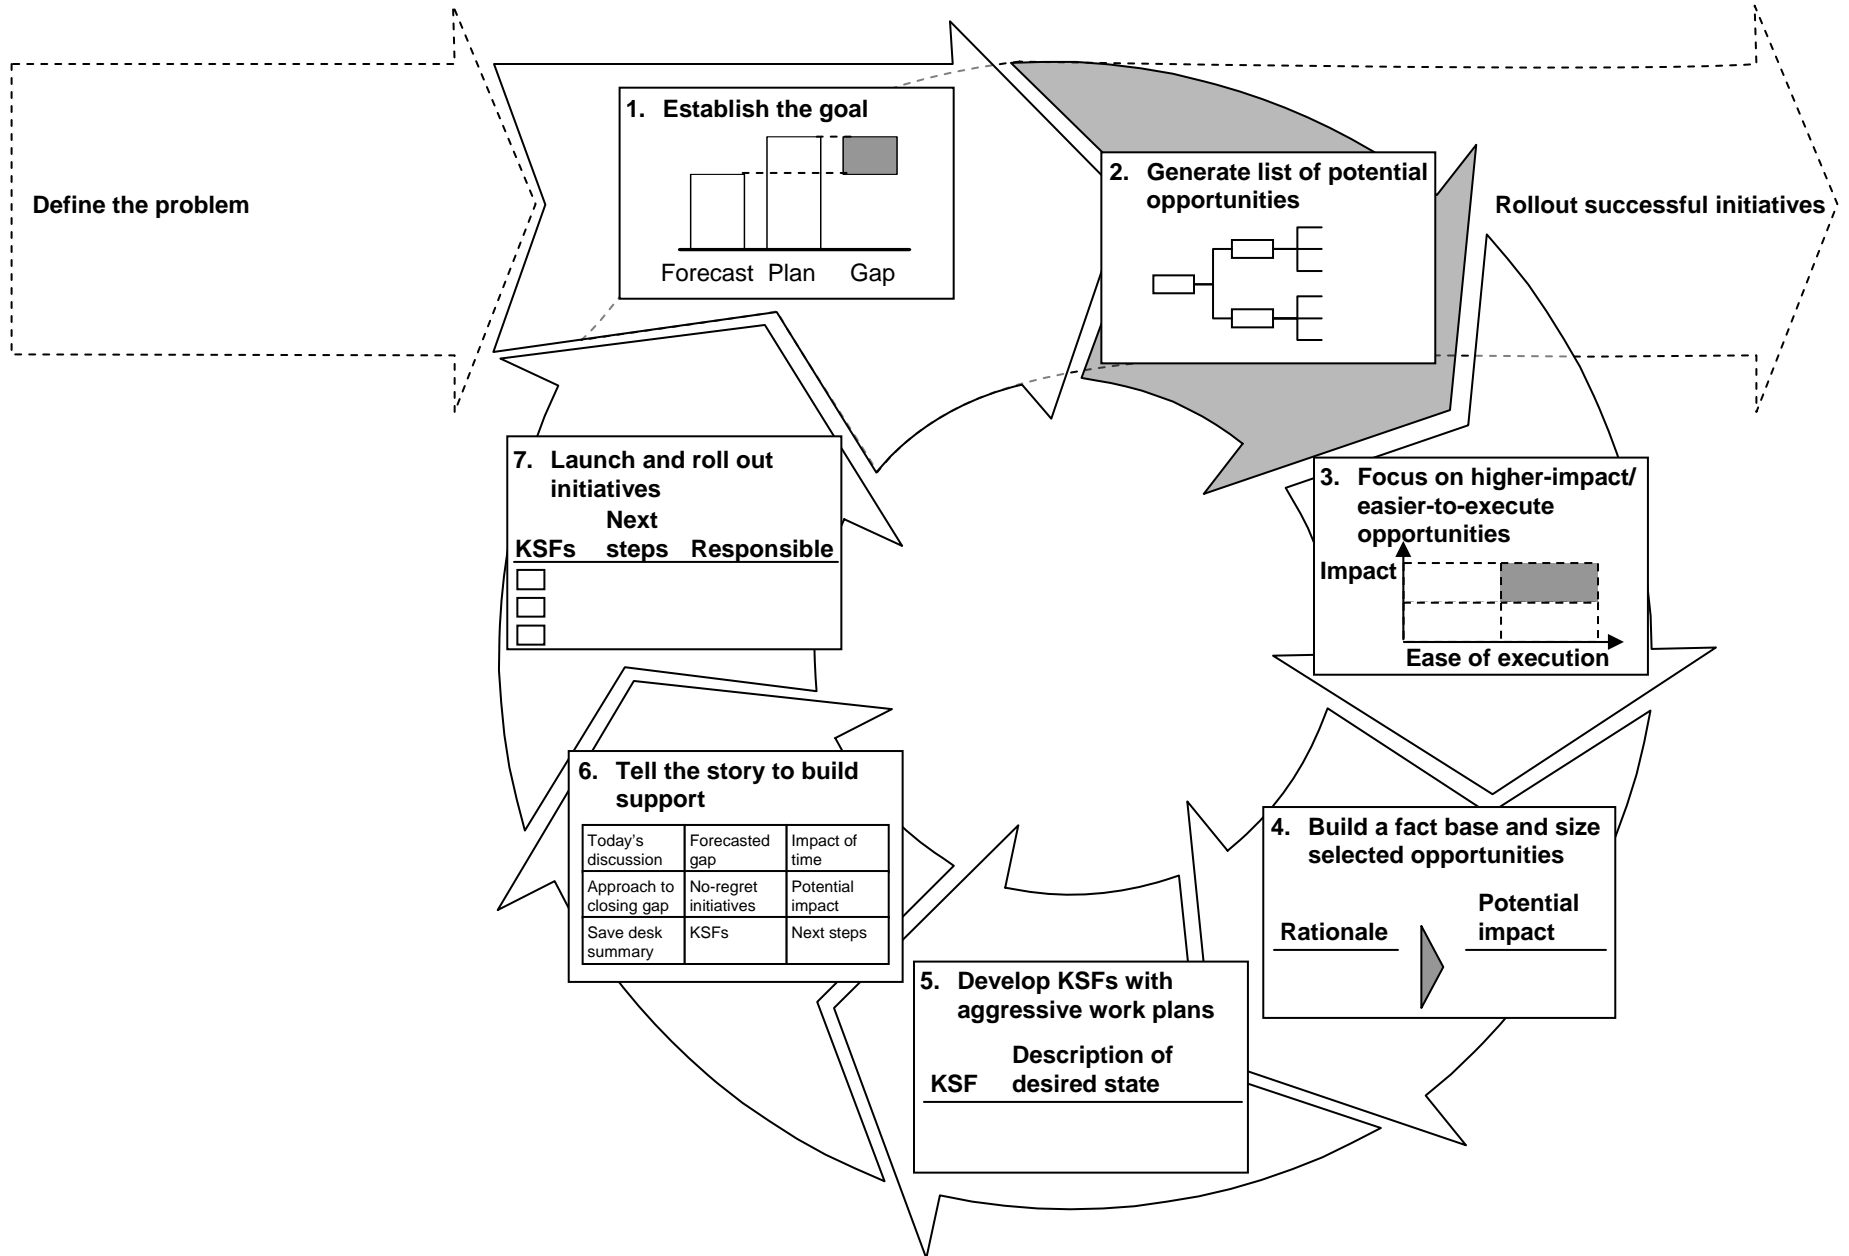 Define the problem
1. Establish the goal
Forecast Plan Gap
2. Generate list of potential
opportunities
Rollout successful initiatives
3. Focus on higher-impact/
easier-to-execute
opportunities
Impact
Ease of execution
4. Build a fact base and size
selected opportunities
Rationale
Potential
impact
5. Develop KSFs with
aggressive work plans
KSF
Description of
desired state
6. Tell the story to build
support
Today’s
discussion
Forecasted
gap
Impact of
time
Approach to
closing gap
No-regret
initiatives
Potential
impact
Save desk
summary
KSFs
Next steps
7. Launch and roll out
initiatives
KSFs
Next
steps
Responsible